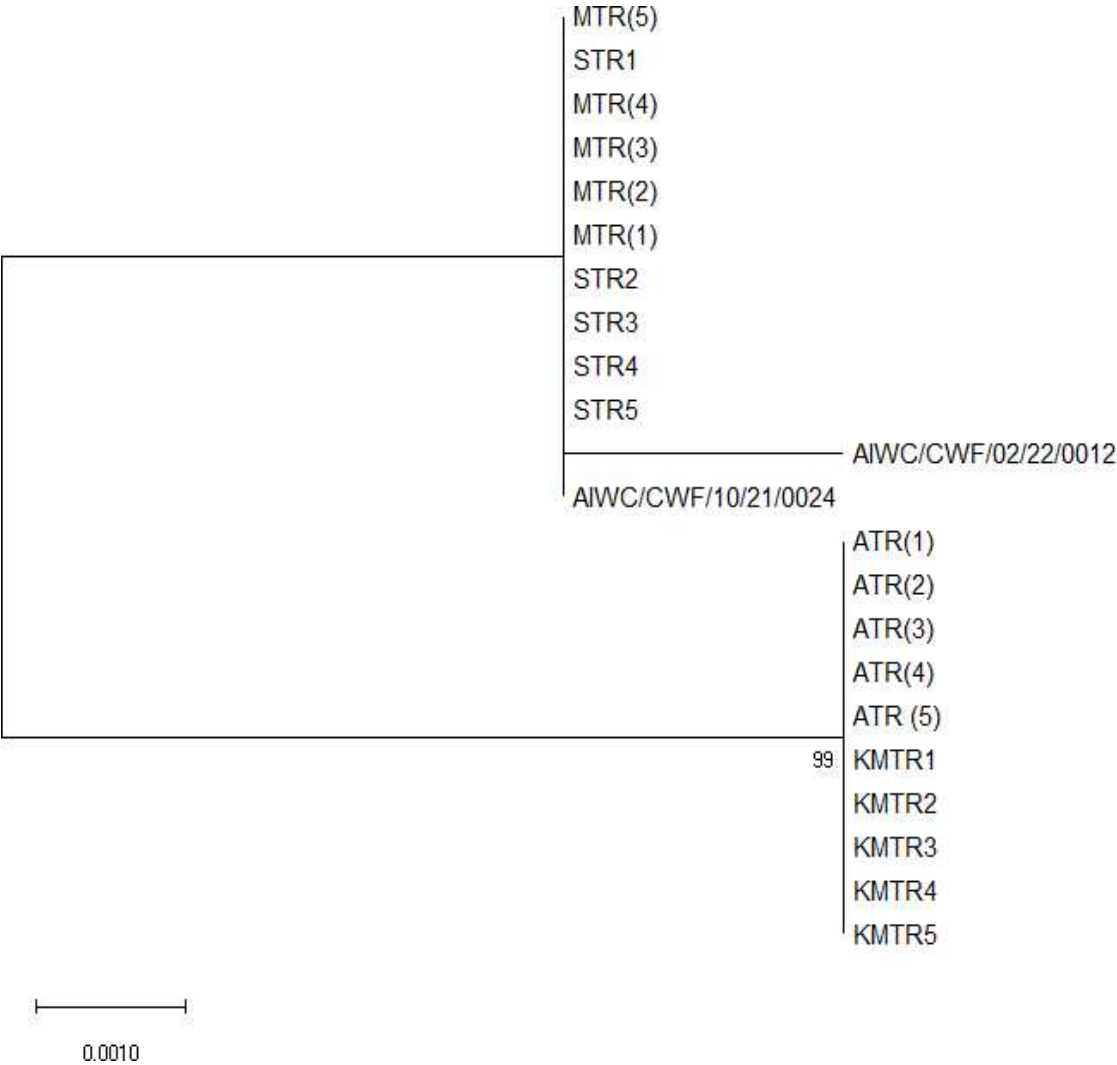 MTR(5)
STR1
MTR(4)
MTR(3)
MTR(2)
MTR(1)
STR2
STR3
STR4
STR5
AIWC/CWF/02/22/0012
AIWC/CWF/10/21/0024
ATR(1)
ATR(2)
ATR(3)
ATR(4)
ATR (5)
99 KMTR1
KMTR2
KMTR3
KMTR4
KMTR5
0.0010